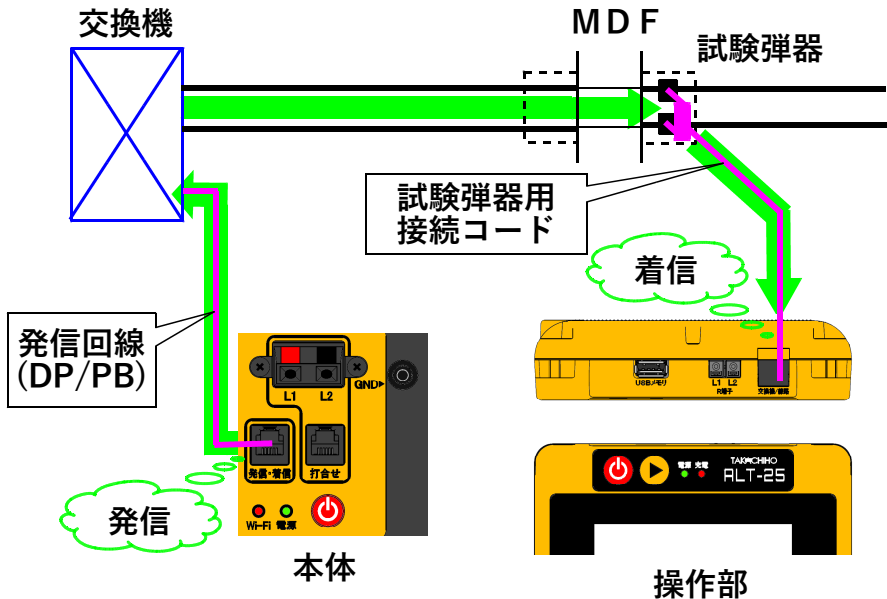 交換機
MDF
試験弾器
試験弾器用
接続コード
着信
発信回線
(DP/PB)
L1 L2
GND▶
発信・着信 打合せ
Wi-Fi 電源
発信
本体
USBメモリ
L1 L2
R端子
交換機/線路
電源 充電
TAKACHIHO
ALT-25
操作部